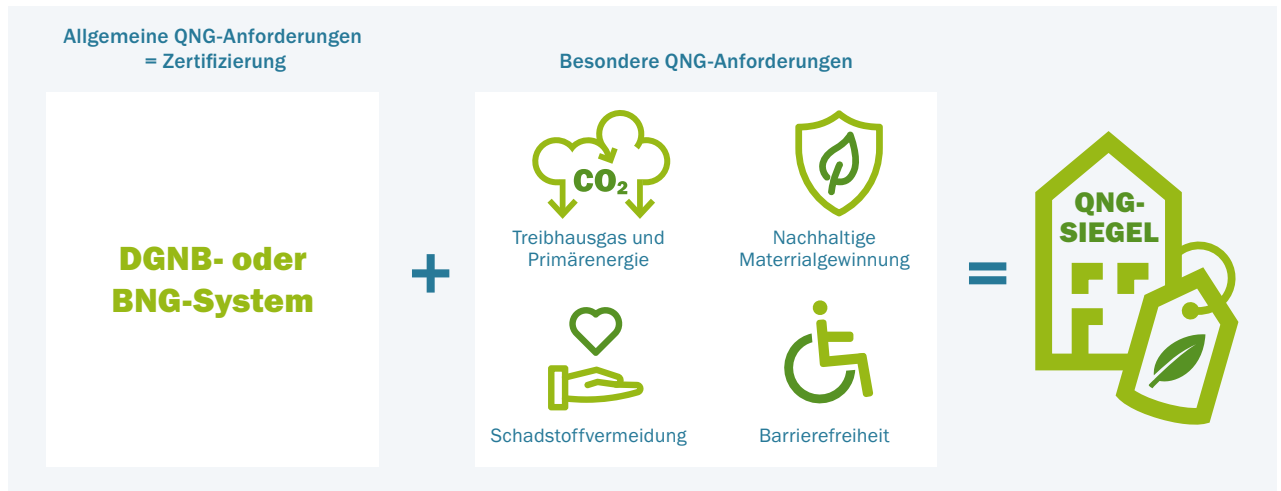 Allgemeine QNG-Anforderungen
= Zertifizierung
DGNB- oder
BNG-System
+
Besondere QNG-Anforderungen
CO₂
Treibhausgas und
Primärenergie
Nachhaltige
Materrialgewinnung
Schadstoffvermeidung
Barrierefreiheit
=
QNG-
SIEGEL